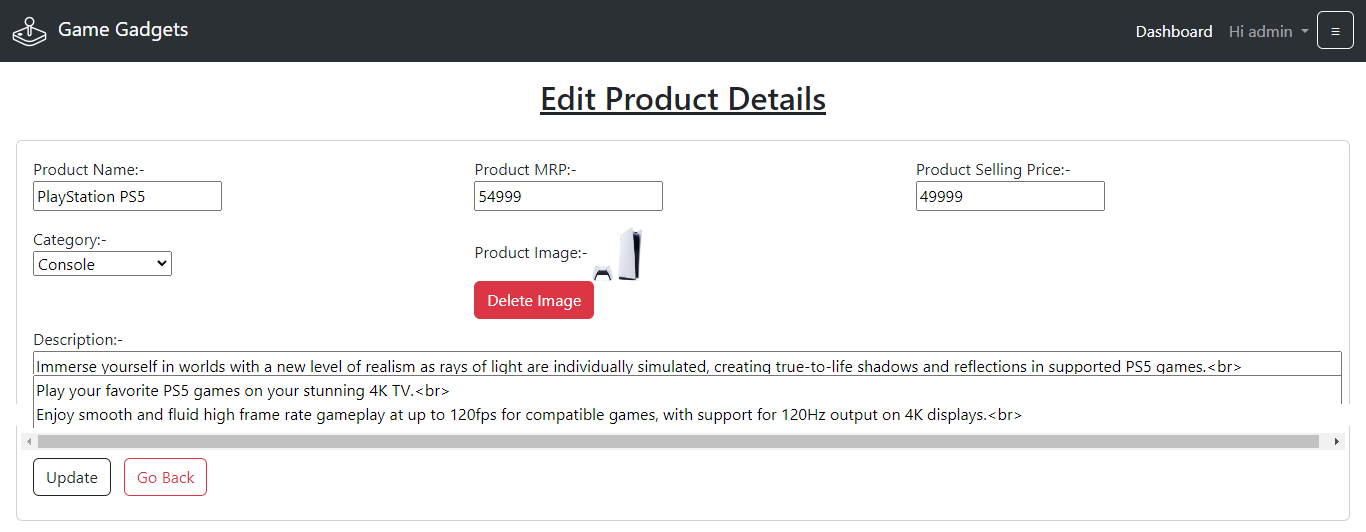 Game Gadgets
Dashboard Hi admin
Edit Product Details
Product Name:- Product MRP:- Product Selling Price:-
PlayStation PS5 54999 49999
Category:- Product Image:-
Console
Delete Image
Description:-
Immerse yourself in worlds with a new level of realism as rays of light are individually simulated, creating true-to-life shadows and reflections in supported PS5 games.<br>
Play your favorite PS5 games on your stunning 4K TV.<br>
Enjoy smooth and fluid high frame rate gameplay at up to 120fps for compatible games, with support for 120Hz output on 4K displays.<br>
Update Go Back